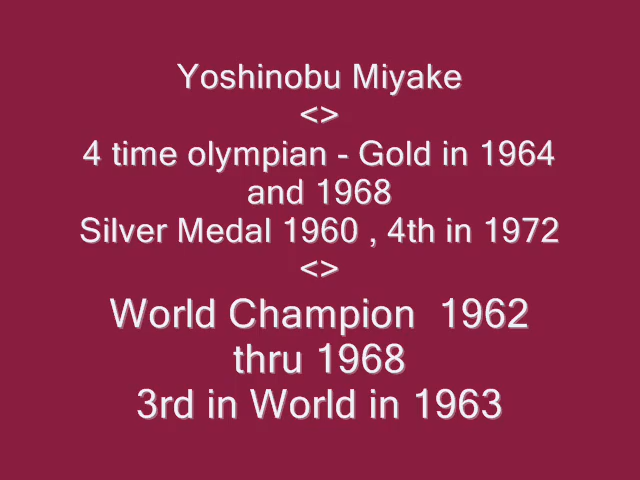 Yoshinobu Miyake
<>
4 time olympian - Gold in 1964
and 1968
Silver Medal 1960 , 4th in 1972
<>
World Champion  1962
thru 1968
3rd in World in 1963